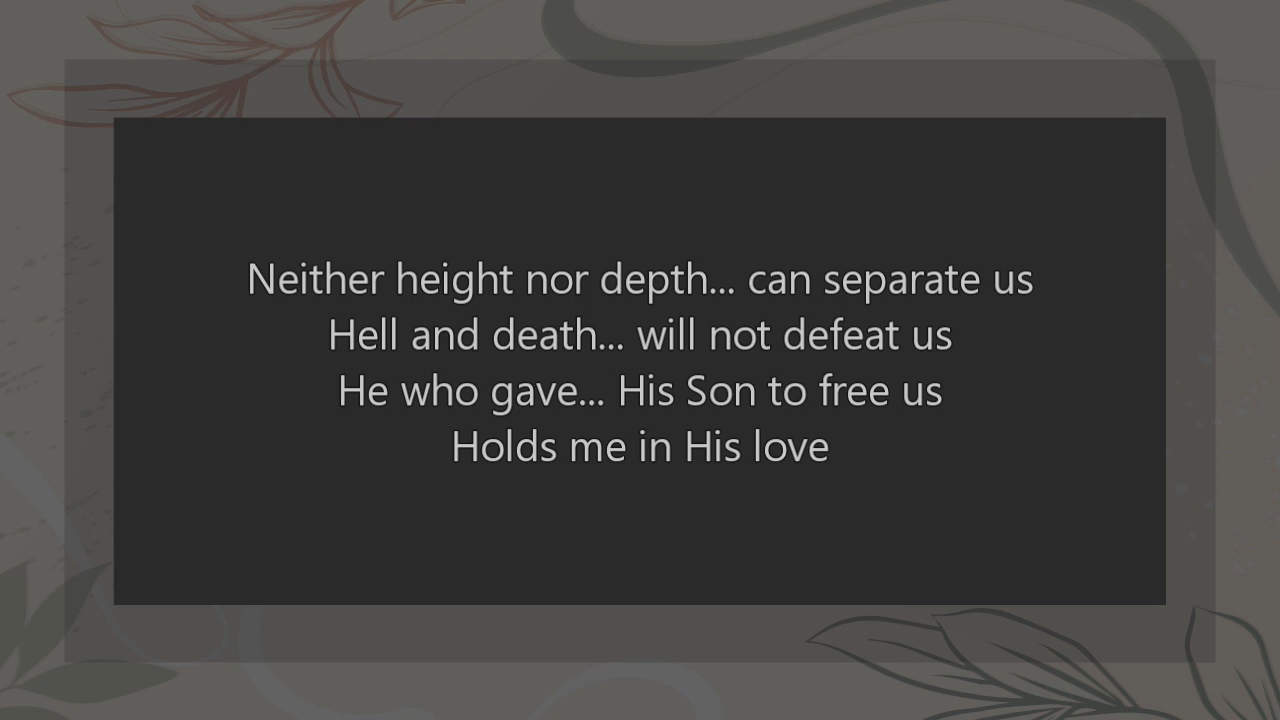 Neither height nor depth... can separate us
Hell and death... will not defeat us
He who gave... His Son to free us
Holds me in His love